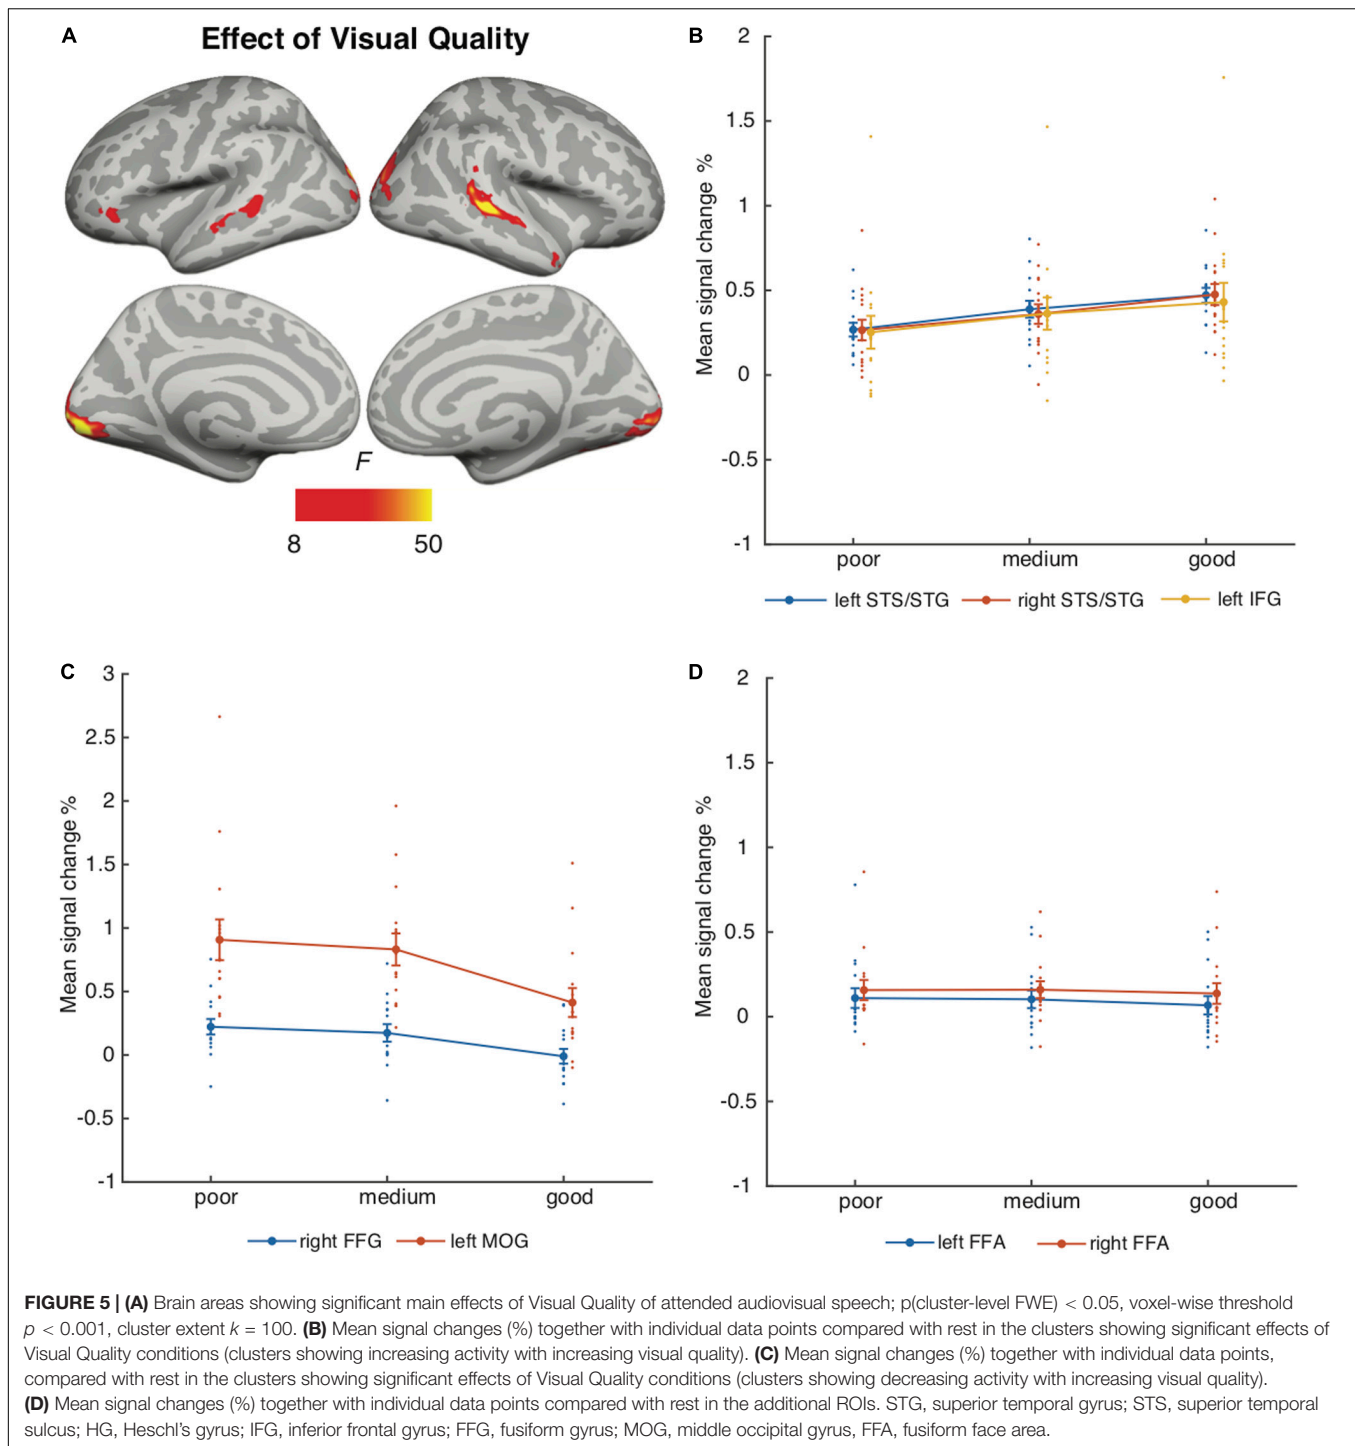 A
Effect of Visual Quality
F
8 50
B
2
1.5
1
0.5
0
-0.5
-1
Mean signal change %
poor medium good
left STS/STG right STS/STG left IFG
C
3
2.5
2
1.5
1
0.5
0
-0.5
-1
Mean signal change %
poor medium good
right FFG left MOG
D
2
1.5
1
0.5
0
-0.5
-1
Mean signal change %
poor medium good
left FFA right FFA
FIGURE 5 | (A) Brain areas showing significant main effects of Visual Quality of attended audiovisual speech; p(cluster-level FWE) < 0.05, voxel-wise threshold
p < 0.001, cluster extent k = 100. (B) Mean signal changes (%) together with individual data points compared with rest in the clusters showing significant effects of
Visual Quality conditions (clusters showing increasing activity with increasing visual quality). (C) Mean signal changes (%) together with individual data points,
compared with rest in the clusters showing significant effects of Visual Quality conditions (clusters showing decreasing activity with increasing visual quality).
(D) Mean signal changes (%) together with individual data points compared with rest in the additional ROIs. STG, superior temporal gyrus; STS, superior temporal
sulcus; HG, Heschl's gyrus; IFG, inferior frontal gyrus; FFG, fusiform gyrus; MOG, middle occipital gyrus, FFA, fusiform face area.